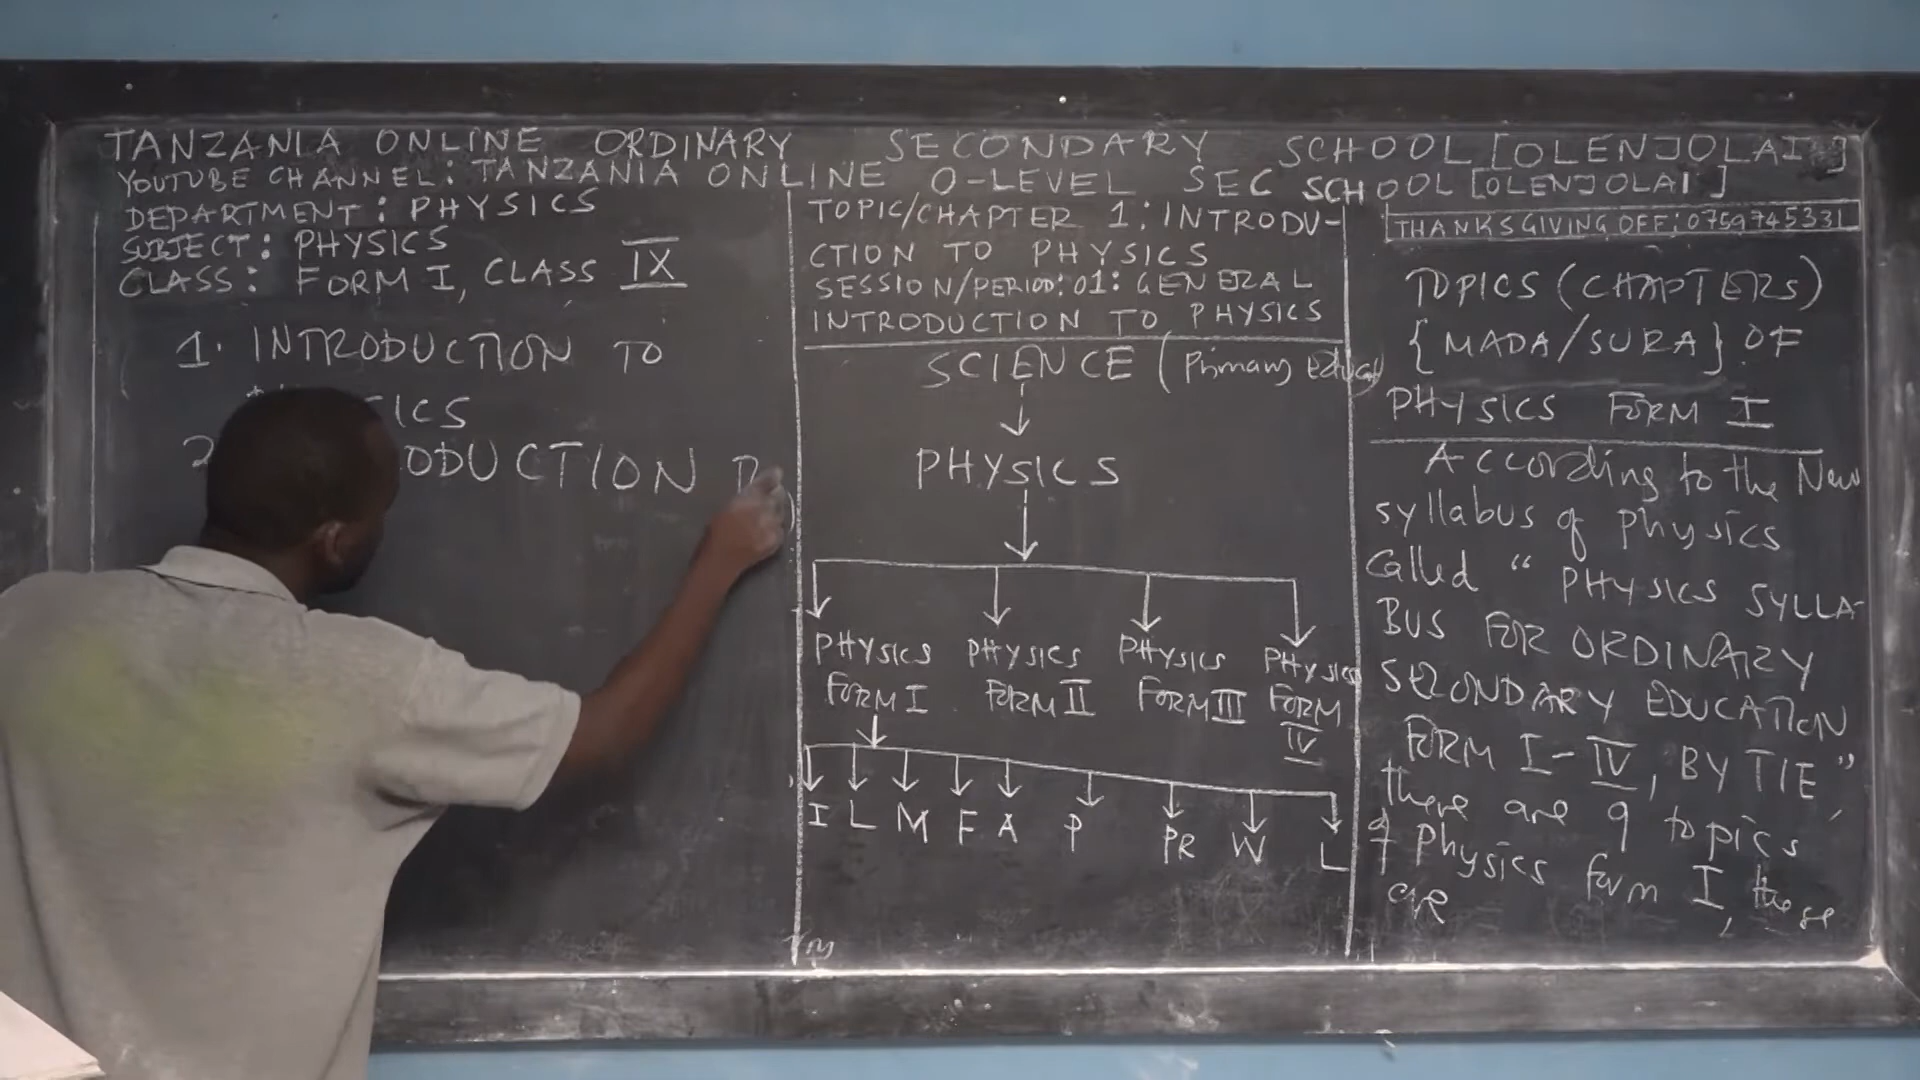 TANZANIA ONLINE ORDINARY SECONDARY SCHOOL [OLENJOLAI]
YOUTUBE CHANNEL: TANZANIA ONLINE O-LEVEL SEC SCHOOL [OLENJOLAI]
DEPARTMENT: PHYSICS
SUBJECT: PHYSICS
CLASS: FORM I, CLASS IX
1. INTRODUCTION TO
ICS
2 ODUCTION
TOPIC/CHAPTER 1: INTRODU-
CTION TO PHYSICS
SESSION/PERIOD: 01: GENERAL
INTRODUCTION TO PHYSICS
SCIENCE (Primary educat)
PHYSICS
PHYSICS FORM I
PHYSICS FORM II
PHYSICS FORM III
PHYSICS FORM IV
I L M F A P PR W L
THANKSGIVING OFF: 0759745331
TOPICS (CHAPTERS)
{MADA/SURA} OF
PHYSICS FORM I
According to the New
syllabus of physics
called "PHYSICS SYLLA-
BUS FOR ORDINARY
SECONDARY EDUCATION
FORM I-IV, BY TIE",
there are 9 topics
of Physics form I, these
are